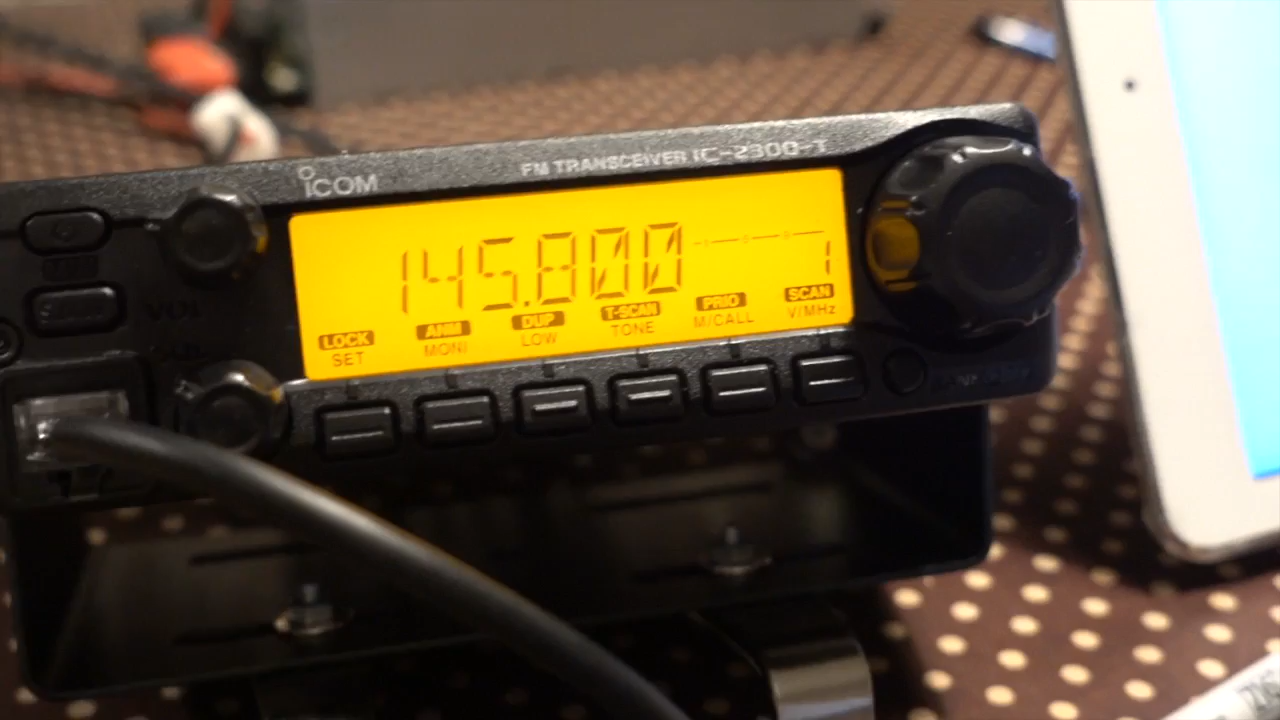 ICOM
FM TRANSCEIVER IC-2300-T
145.800
1
LOCK ANM DUP T-SCAN PRIO SCAN
SET MONI LOW TONE M/CALL V/MHz
VOL